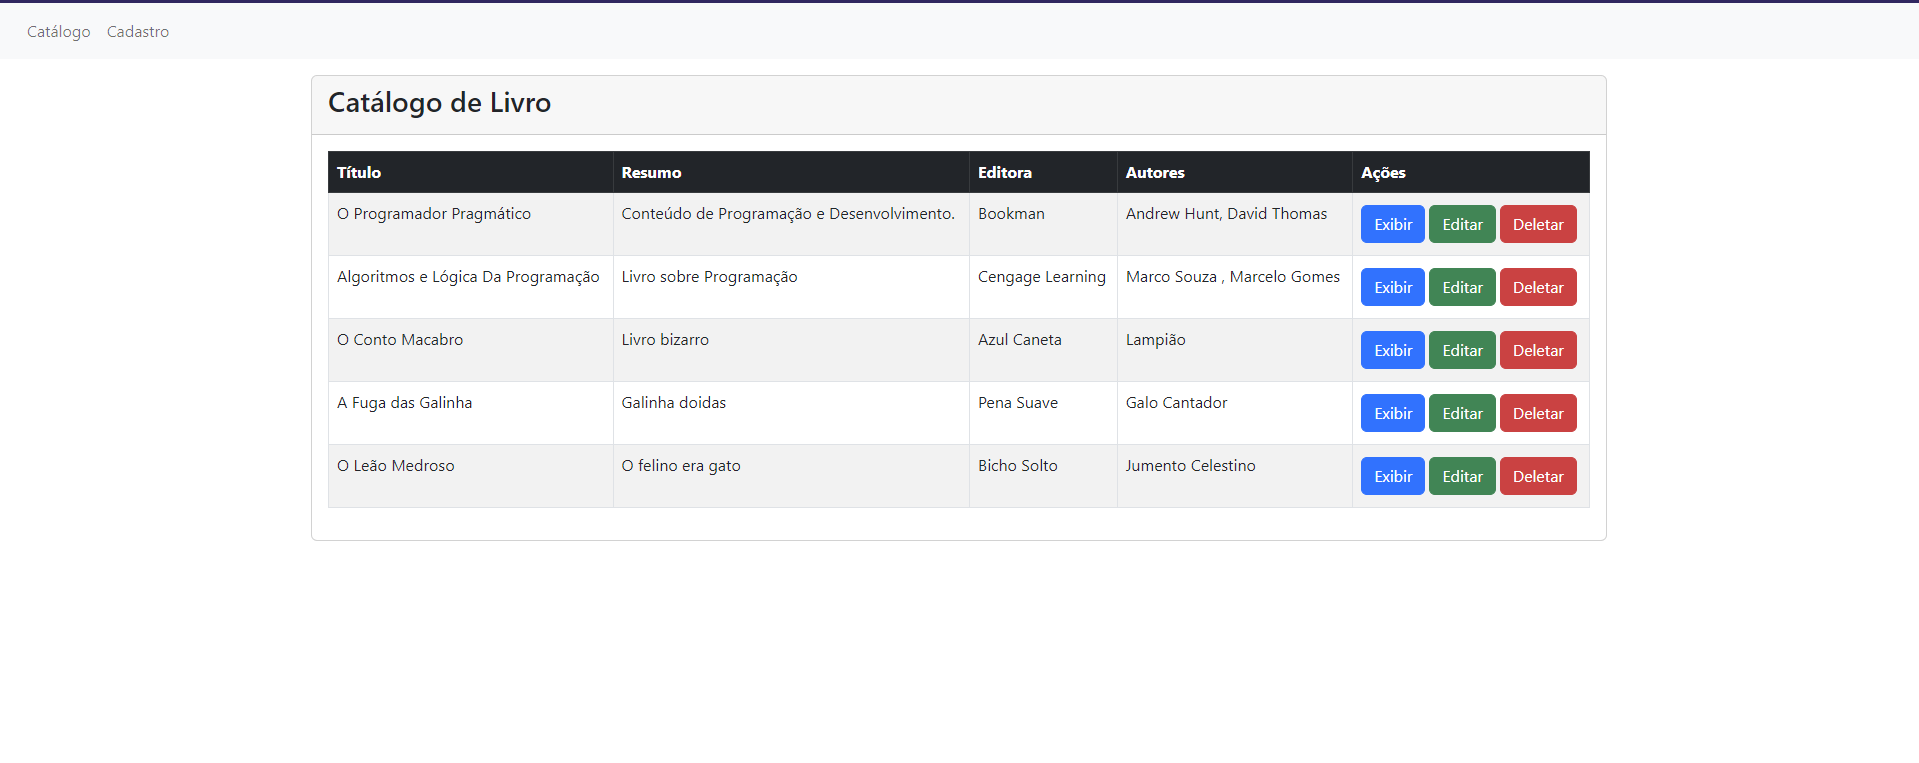 Catálogo Cadastro
Catálogo de Livro
Título Resumo Editora Autores Ações
O Programador Pragmático Conteúdo de Programação e Desenvolvimento. Bookman Andrew Hunt, David Thomas Exibir Editar Deletar
Algoritmos e Lógica Da Programação Livro sobre Programação Cengage Learning Marco Souza , Marcelo Gomes Exibir Editar Deletar
O Conto Macabro Livro bizarro Azul Caneta Lampião Exibir Editar Deletar
A Fuga das Galinha Galinha doidas Pena Suave Galo Cantador Exibir Editar Deletar
O Leão Medroso O felino era gato Bicho Solto Jumento Celestino Exibir Editar Deletar